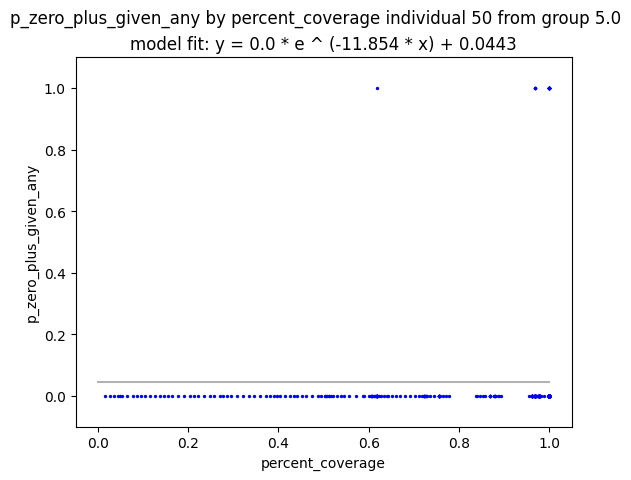 p_zero_plus_given_any by percent_coverage individual 50 from group 5.0
model fit: y = 0.0 * e ^ (-11.854 * x) + 0.0443
p_zero_plus_given_any
1.0
0.8
0.6
0.4
0.2
0.0
0.0 0.2 0.4 0.6 0.8 1.0
percent_coverage